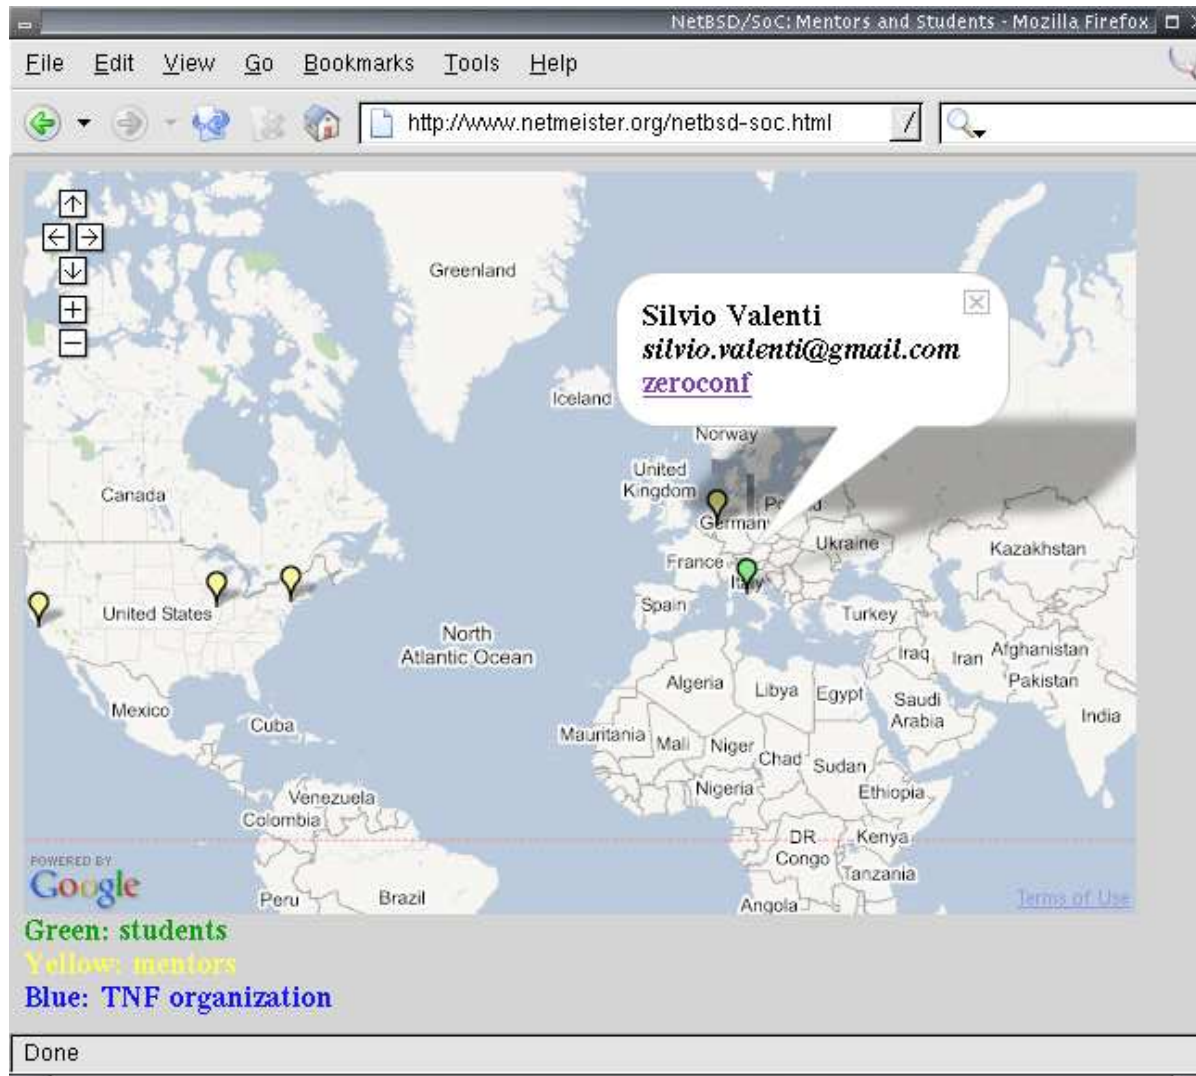 NetBSD/SoC: Mentors and Students - Mozilla Firefox
File Edit View Go Bookmarks Tools Help
http://www.netmeister.org/netbsd-soc.html
Greenland
Silvio Valenti
silvio.valenti@gmail.com
zeroconf
Iceland
Norway
United
Kingdom
Canada
Germany
Ukraine
Kazakhstan
France
Italy
United States
Spain
Turkey
North
Atlantic Ocean
Iraq
Iran
Afghanistan
Pakistan
Algeria
Libya
Egypt
Saudi
Arabia
India
Mexico
Cuba
Mauritania
Mali
Niger
Chad
Sudan
Nigeria
Ethiopia
Venezuela
Colombia
DR
Congo
Kenya
Tanzania
POWERED BY
Google
Peru
Brazil
Angola
Terms of Use
Green: students
Yellow: mentors
Blue: TNF organization
Done